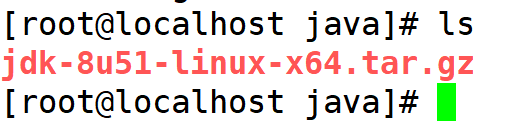 [root@localhost java]# ls
jdk-8u51-linux-x64.tar.gz
[root@localhost java]#